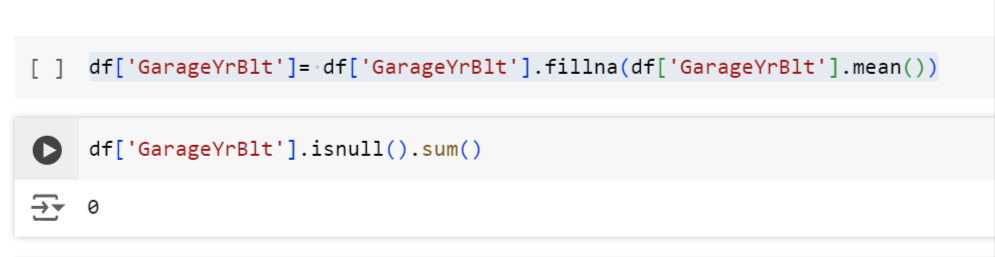 [ ] df['GarageYrBlt']= df['GarageYrBlt'].fillna(df['GarageYrBlt'].mean())
df['GarageYrBlt'].isnull().sum()
0